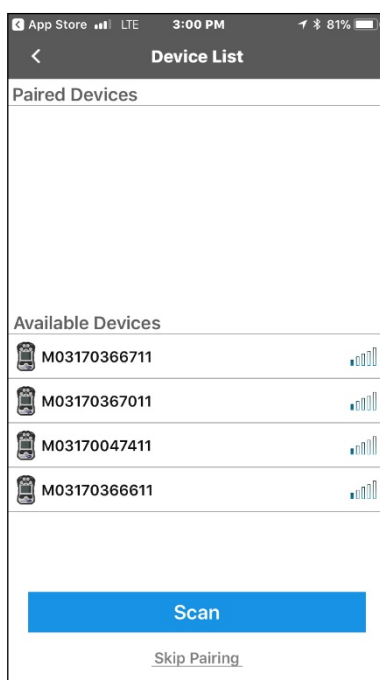 App Store LTE 3:00 PM 81%
Device List
Paired Devices
Available Devices
M03170366711
M03170367011
M03170047411
M03170366611
Scan
Skip Pairing